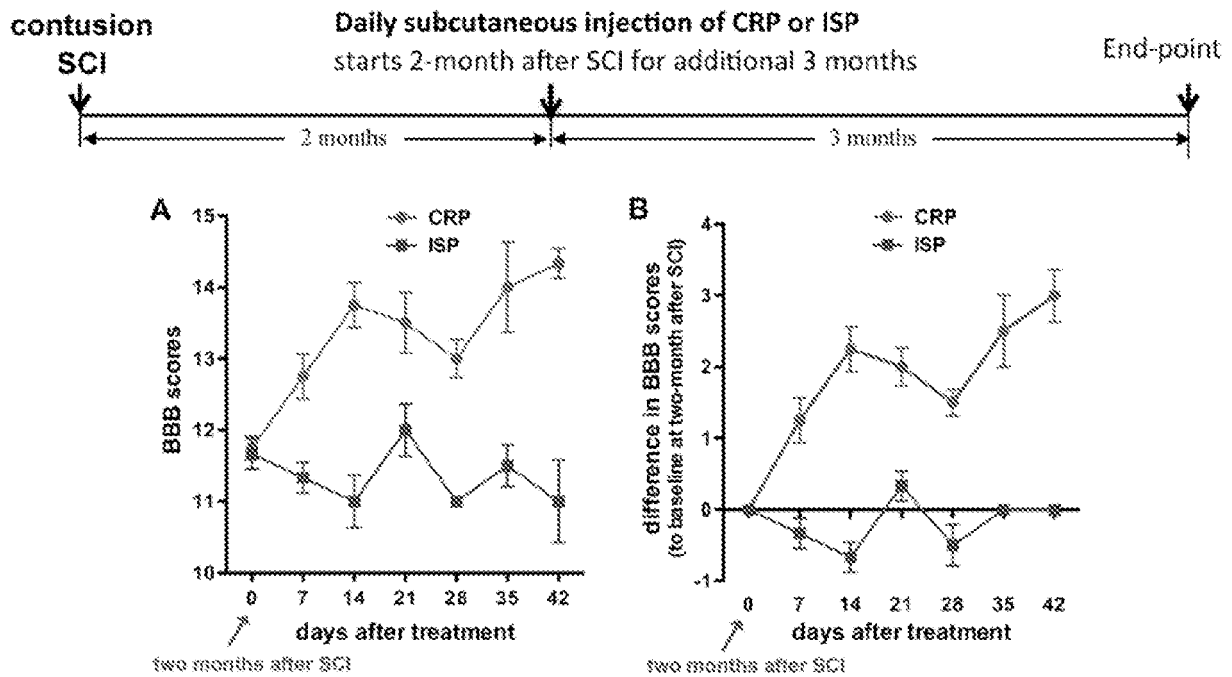 contusion
SCI
Daily subcutaneous injection of CRP or ISP
starts 2-month after SCI for additional 3 months
End-point
2 months
3 months
A
CRP
ISP
15
14
13
12
11
10
BBB scores
0 7 14 21 28 35 42
days after treatment
two months after SCI
B
CRP
ISP
4
3
2
1
0
-1
difference in BBB scores
(to baseline at two-month after SCI)
0 7 14 21 28 35 42
days after treatment
two months after SCI